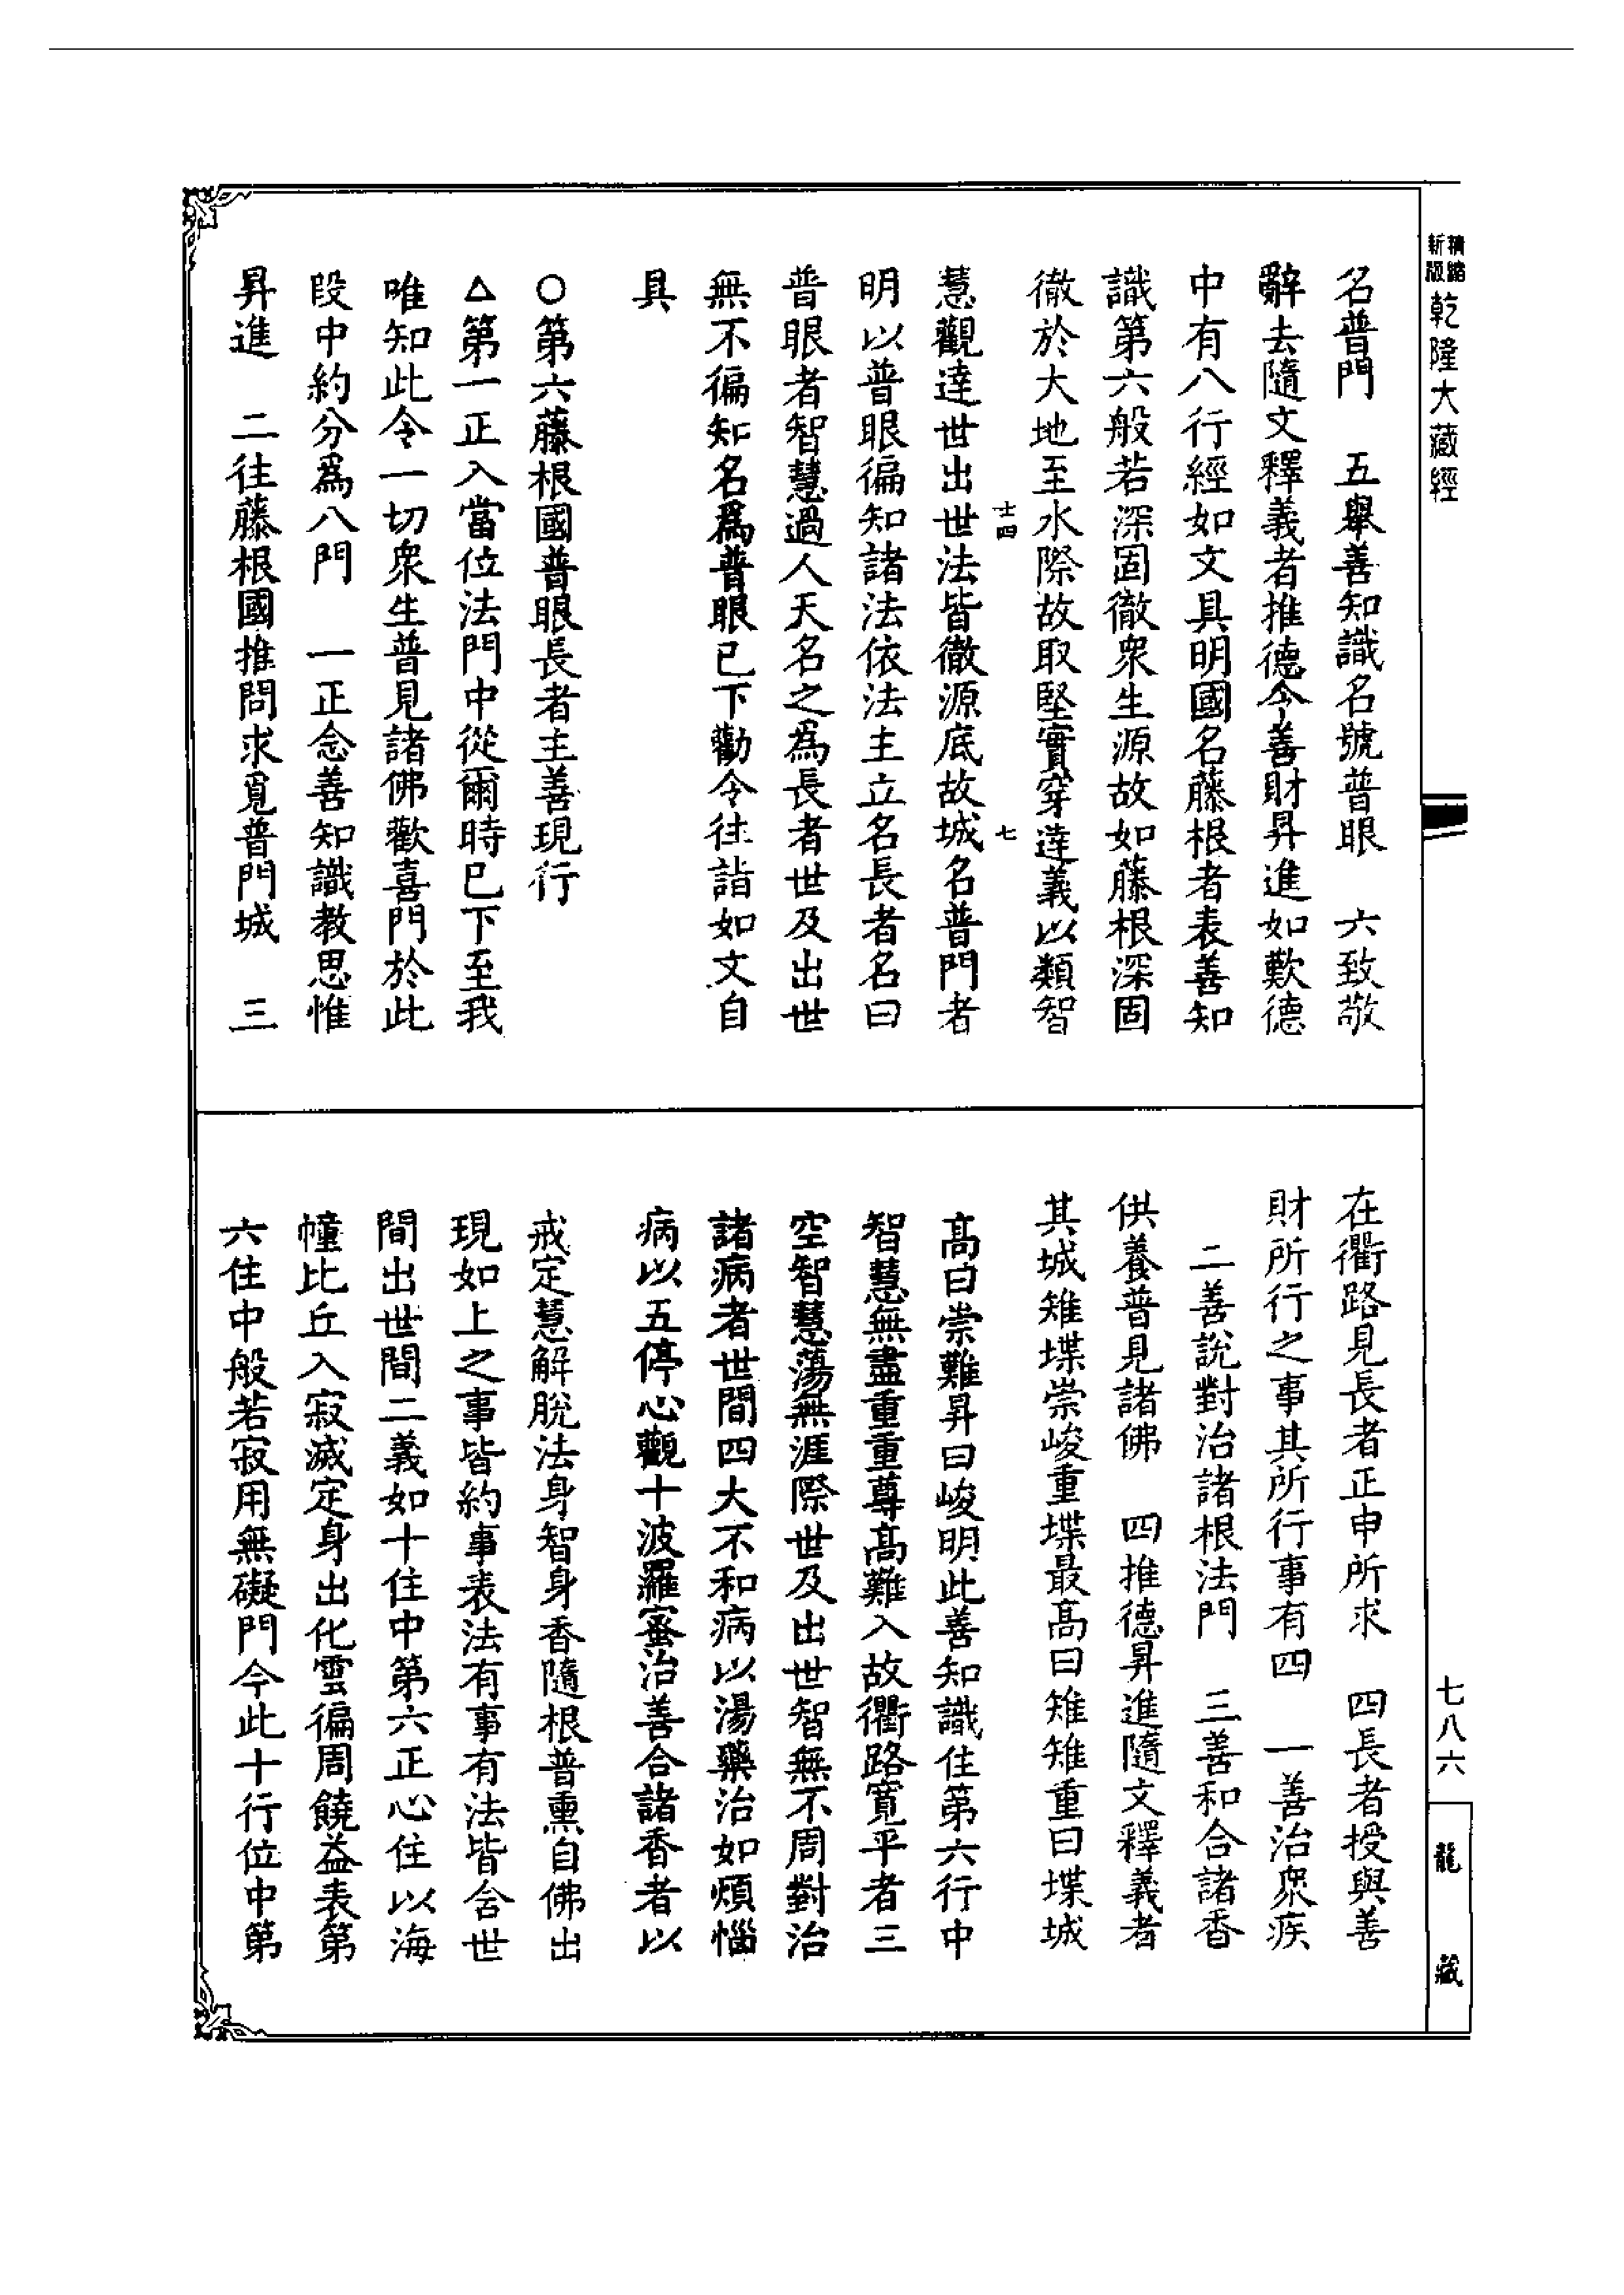 精縮新版乾隆大藏經
名普門　五舉善知識名號普眼　六致敬
辭去隨文釋義者推德令善財昇進如歎德
中有八行經如文具明國名藤根者表善知
識第六般若深固徹衆生源故如藤根深固
徹於大地至水際故取堅實穿達義以類智
士四　七
慧觀達世出世法皆徹源底故城名普門者
明以普眼徧知諸法依法主立名長者名曰
普眼者智慧過人天名之爲長者世及出世
無不徧知名爲普眼已下勸令往詣如文自
具
○第六藤根國普眼長者主善現行
△第一正入當位法門中從爾時已下至我
唯知此令一切衆生普見諸佛歡喜門於此
段中約分爲八門　一正念善知識教思惟
昇進　二往藤根國推問求覓普門城　三
在衢路見長者正申所求　四長者授與善
財所行之事其所行事有四　一善治衆疾
二善說對治諸根法門　三善和合諸香
供養普見諸佛　四推德昇進隨文釋義者
其城雉堞崇峻重堞最高曰雉雉重曰堞城
高曰崇難昇曰峻明此善知識住第六行中
智慧無盡重重尊高難入故衢路寬平者三
空智慧蕩無涯際世及出世智無不周對治
諸病者世間四大不和病以湯藥治如煩惱
病以五停心觀十波羅蜜治善合諸香者以
戒定慧解脫法身智身香隨根普熏自佛出
現如上之事皆約事表法有事有法皆含世
間出世間二義如十住中第六正心住以海
幢比丘入寂滅定身出化雲徧周饒益表第
六住中般若寂用無礙門今此十行位中第
七八六
龍藏